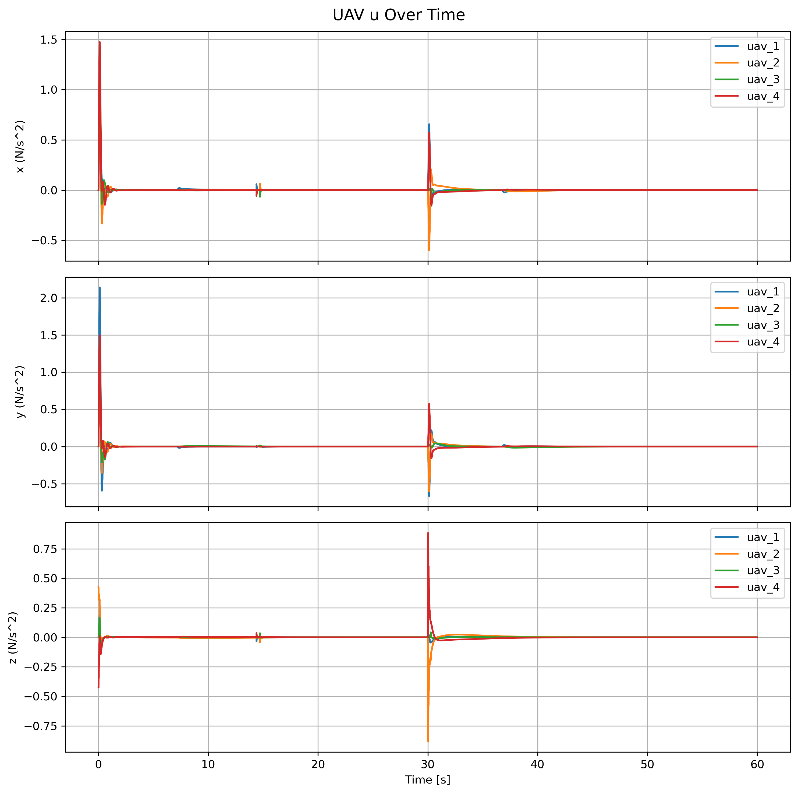 UAV u Over Time
1.5
1.0
0.5
0.0
−0.5
x (N/s^2)
uav_1
uav_2
uav_3
uav_4
2.0
1.5
1.0
0.5
0.0
−0.5
y (N/s^2)
uav_1
uav_2
uav_3
uav_4
0.75
0.50
0.25
0.00
−0.25
−0.50
−0.75
z (N/s^2)
uav_1
uav_2
uav_3
uav_4
0 10 20 30 40 50 60
Time [s]